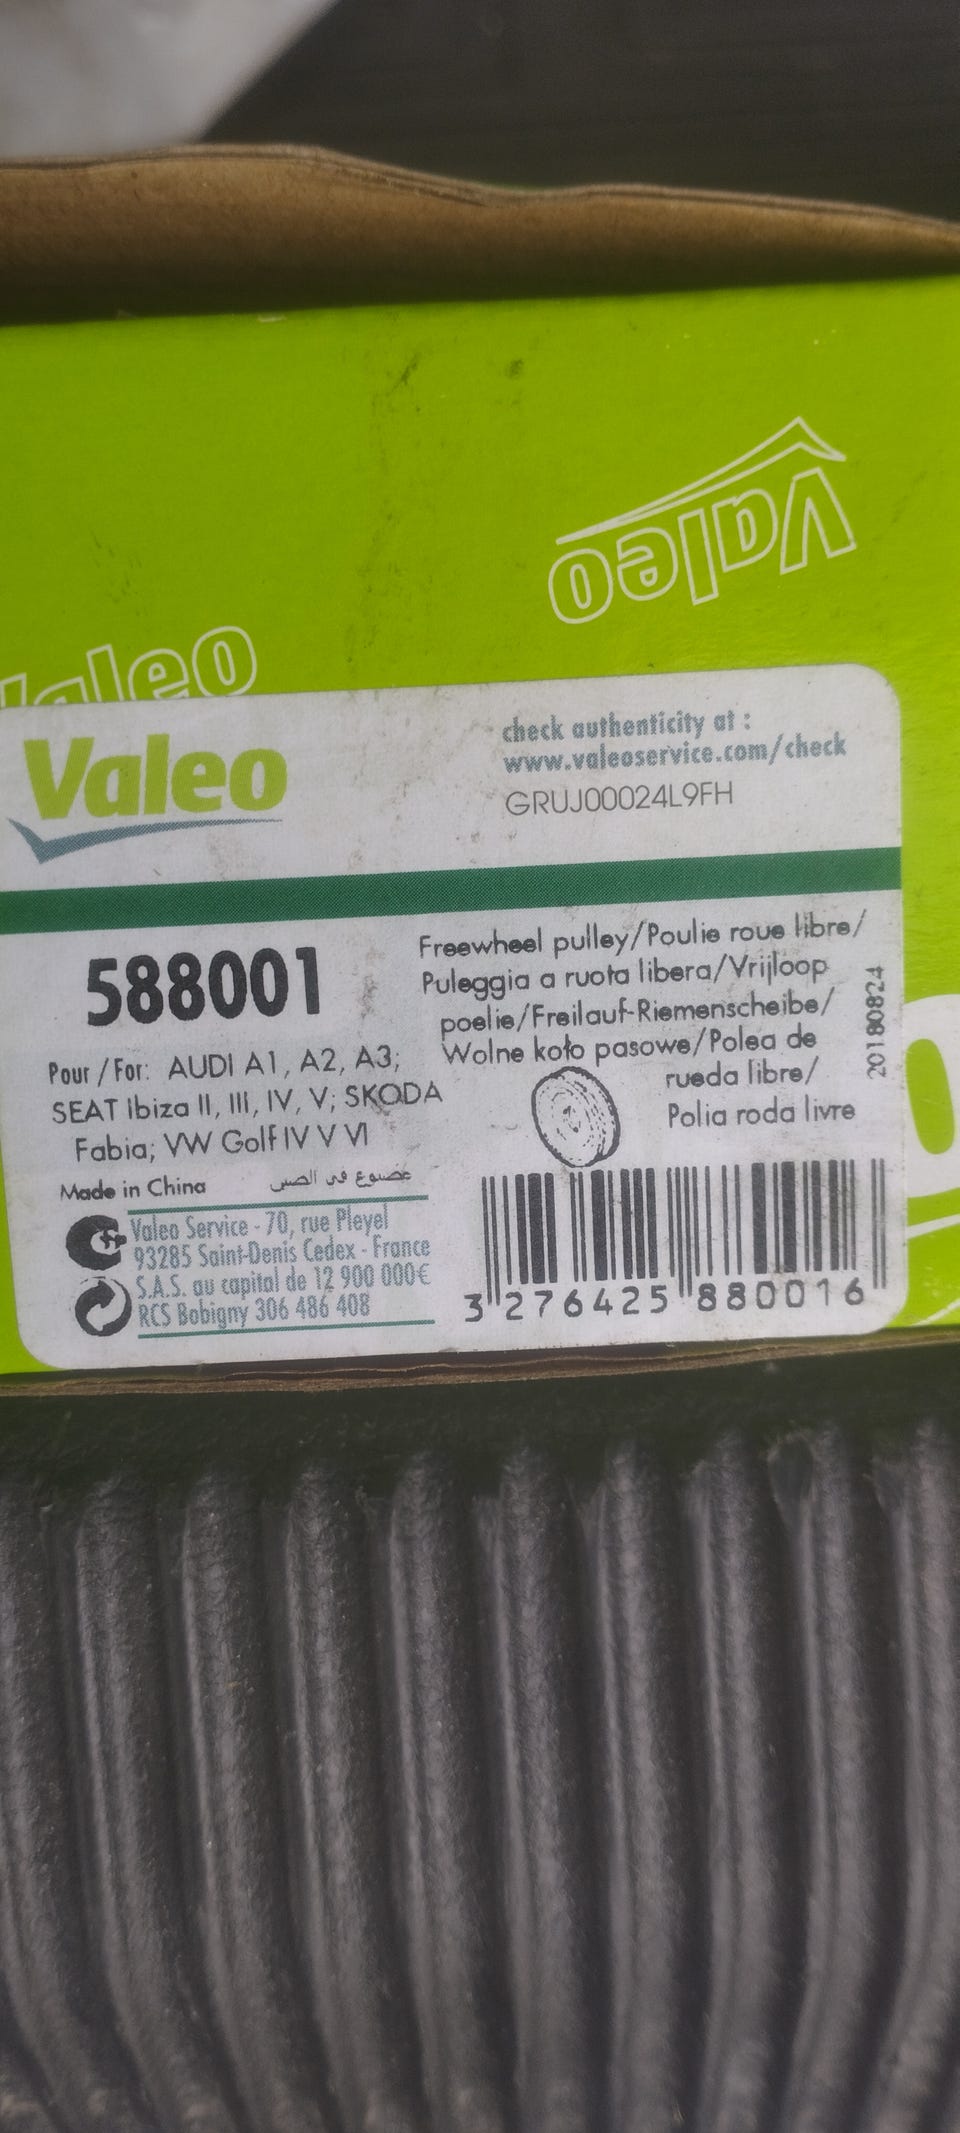 Valeo
Valeo
Valeo
check authenticity at :
www.valeoservice.com/check
GRUJ00024L9FH
588001
Freewheel pulley/Poulie roue libre/
Puleggia a ruota libera/Vrijloop
poelie/Freilauf-Riemenscheibe/
Wolne koło pasowe/Polea de
rueda libre/
Polia roda livre
20180824
Pour / For: AUDI A1, A2, A3;
SEAT Ibiza II, III, IV, V; SKODA
Fabia; VW Golf IV V VI
Made in China
Valeo Service - 70, rue Pleyel
93285 Saint-Denis Cedex - France
S.A.S. au capital de 12 900 000€
RCS Bobigny 306 486 408
3 276425 880016